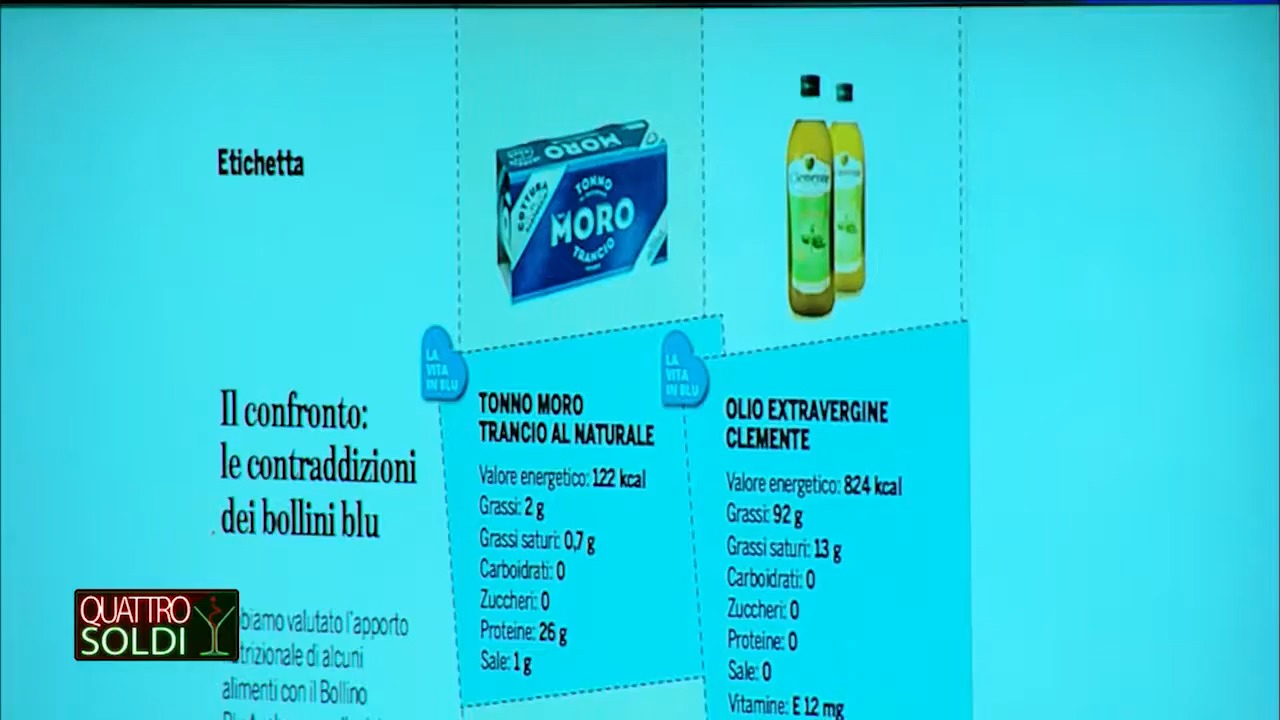 Etichetta
MORO
COTTURA
TONNO
MORO
TRANCIO
Clemente
Il confronto:
le contraddizioni
dei bollini blu
LA
VITA
IN BLU
TONNO MORO
TRANCIO AL NATURALE
Valore energetico: 122 kcal
Grassi: 2 g
Grassi saturi: 0,7 g
Carboidrati: 0
Zuccheri: 0
Proteine: 26 g
Sale: 1 g
LA
VITA
IN BLU
OLIO EXTRAVERGINE
CLEMENTE
Valore energetico: 824 kcal
Grassi: 92 g
Grassi saturi: 13 g
Carboidrati: 0
Zuccheri: 0
Proteine: 0
Sale: 0
Vitamine: E 12 mg
QUATTRO
SOLDI
biamo valutato l'apporto
trizionale di alcuni
alimenti con il Bollino